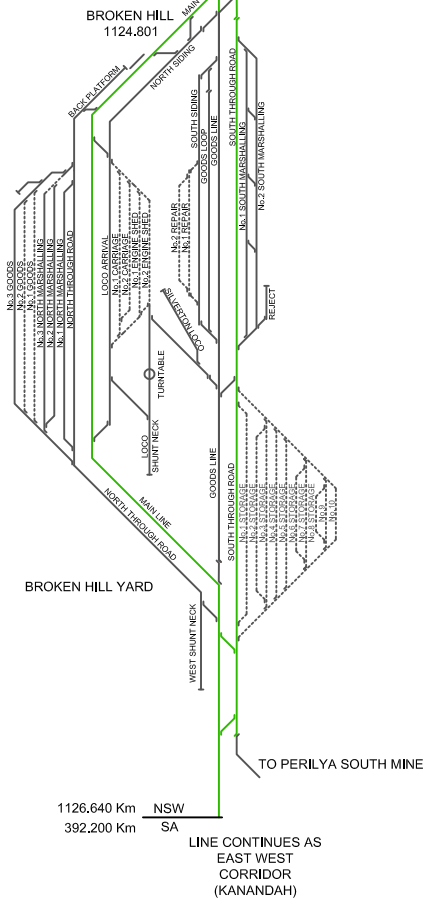 MAIN
BROKEN HILL
1124.801
BACK PLATFORM
NORTH SIDING
SOUTH SIDING
GOODS LOOP
GOODS LINE
SOUTH THROUGH ROAD
No.1 SOUTH MARSHALLING
No.2 SOUTH MARSHALLING
No.3 GOODS
No.2 GOODS
No.1 GOODS
No.3 NORTH MARSHALLING
No.2 NORTH MARSHALLING
No.1 NORTH MARSHALLING
NORTH THROUGH ROAD
LOCO ARRIVAL
No.1 CARRIAGE
No.2 CARRIAGE
No.1 ENGINE SHED
No.2 ENGINE SHED
No.2 REPAIR
No.1 REPAIR
SILVERTON LOCO
REJECT
TURNTABLE
LOCO
SHUNT NECK
GOODS LINE
SOUTH THROUGH ROAD
No.1 STORAGE
No.2 STORAGE
No.3 STORAGE
No.4 STORAGE
No.5 STORAGE
No.6 STORAGE
No.7 STORAGE
No.8 STORAGE
No.9
No.10
MAIN LINE
NORTH THROUGH ROAD
BROKEN HILL YARD
WEST SHUNT NECK
TO PERILYA SOUTH MINE
1126.640 Km NSW
392.200 Km SA
LINE CONTINUES AS
EAST WEST
CORRIDOR
(KANANDAH)